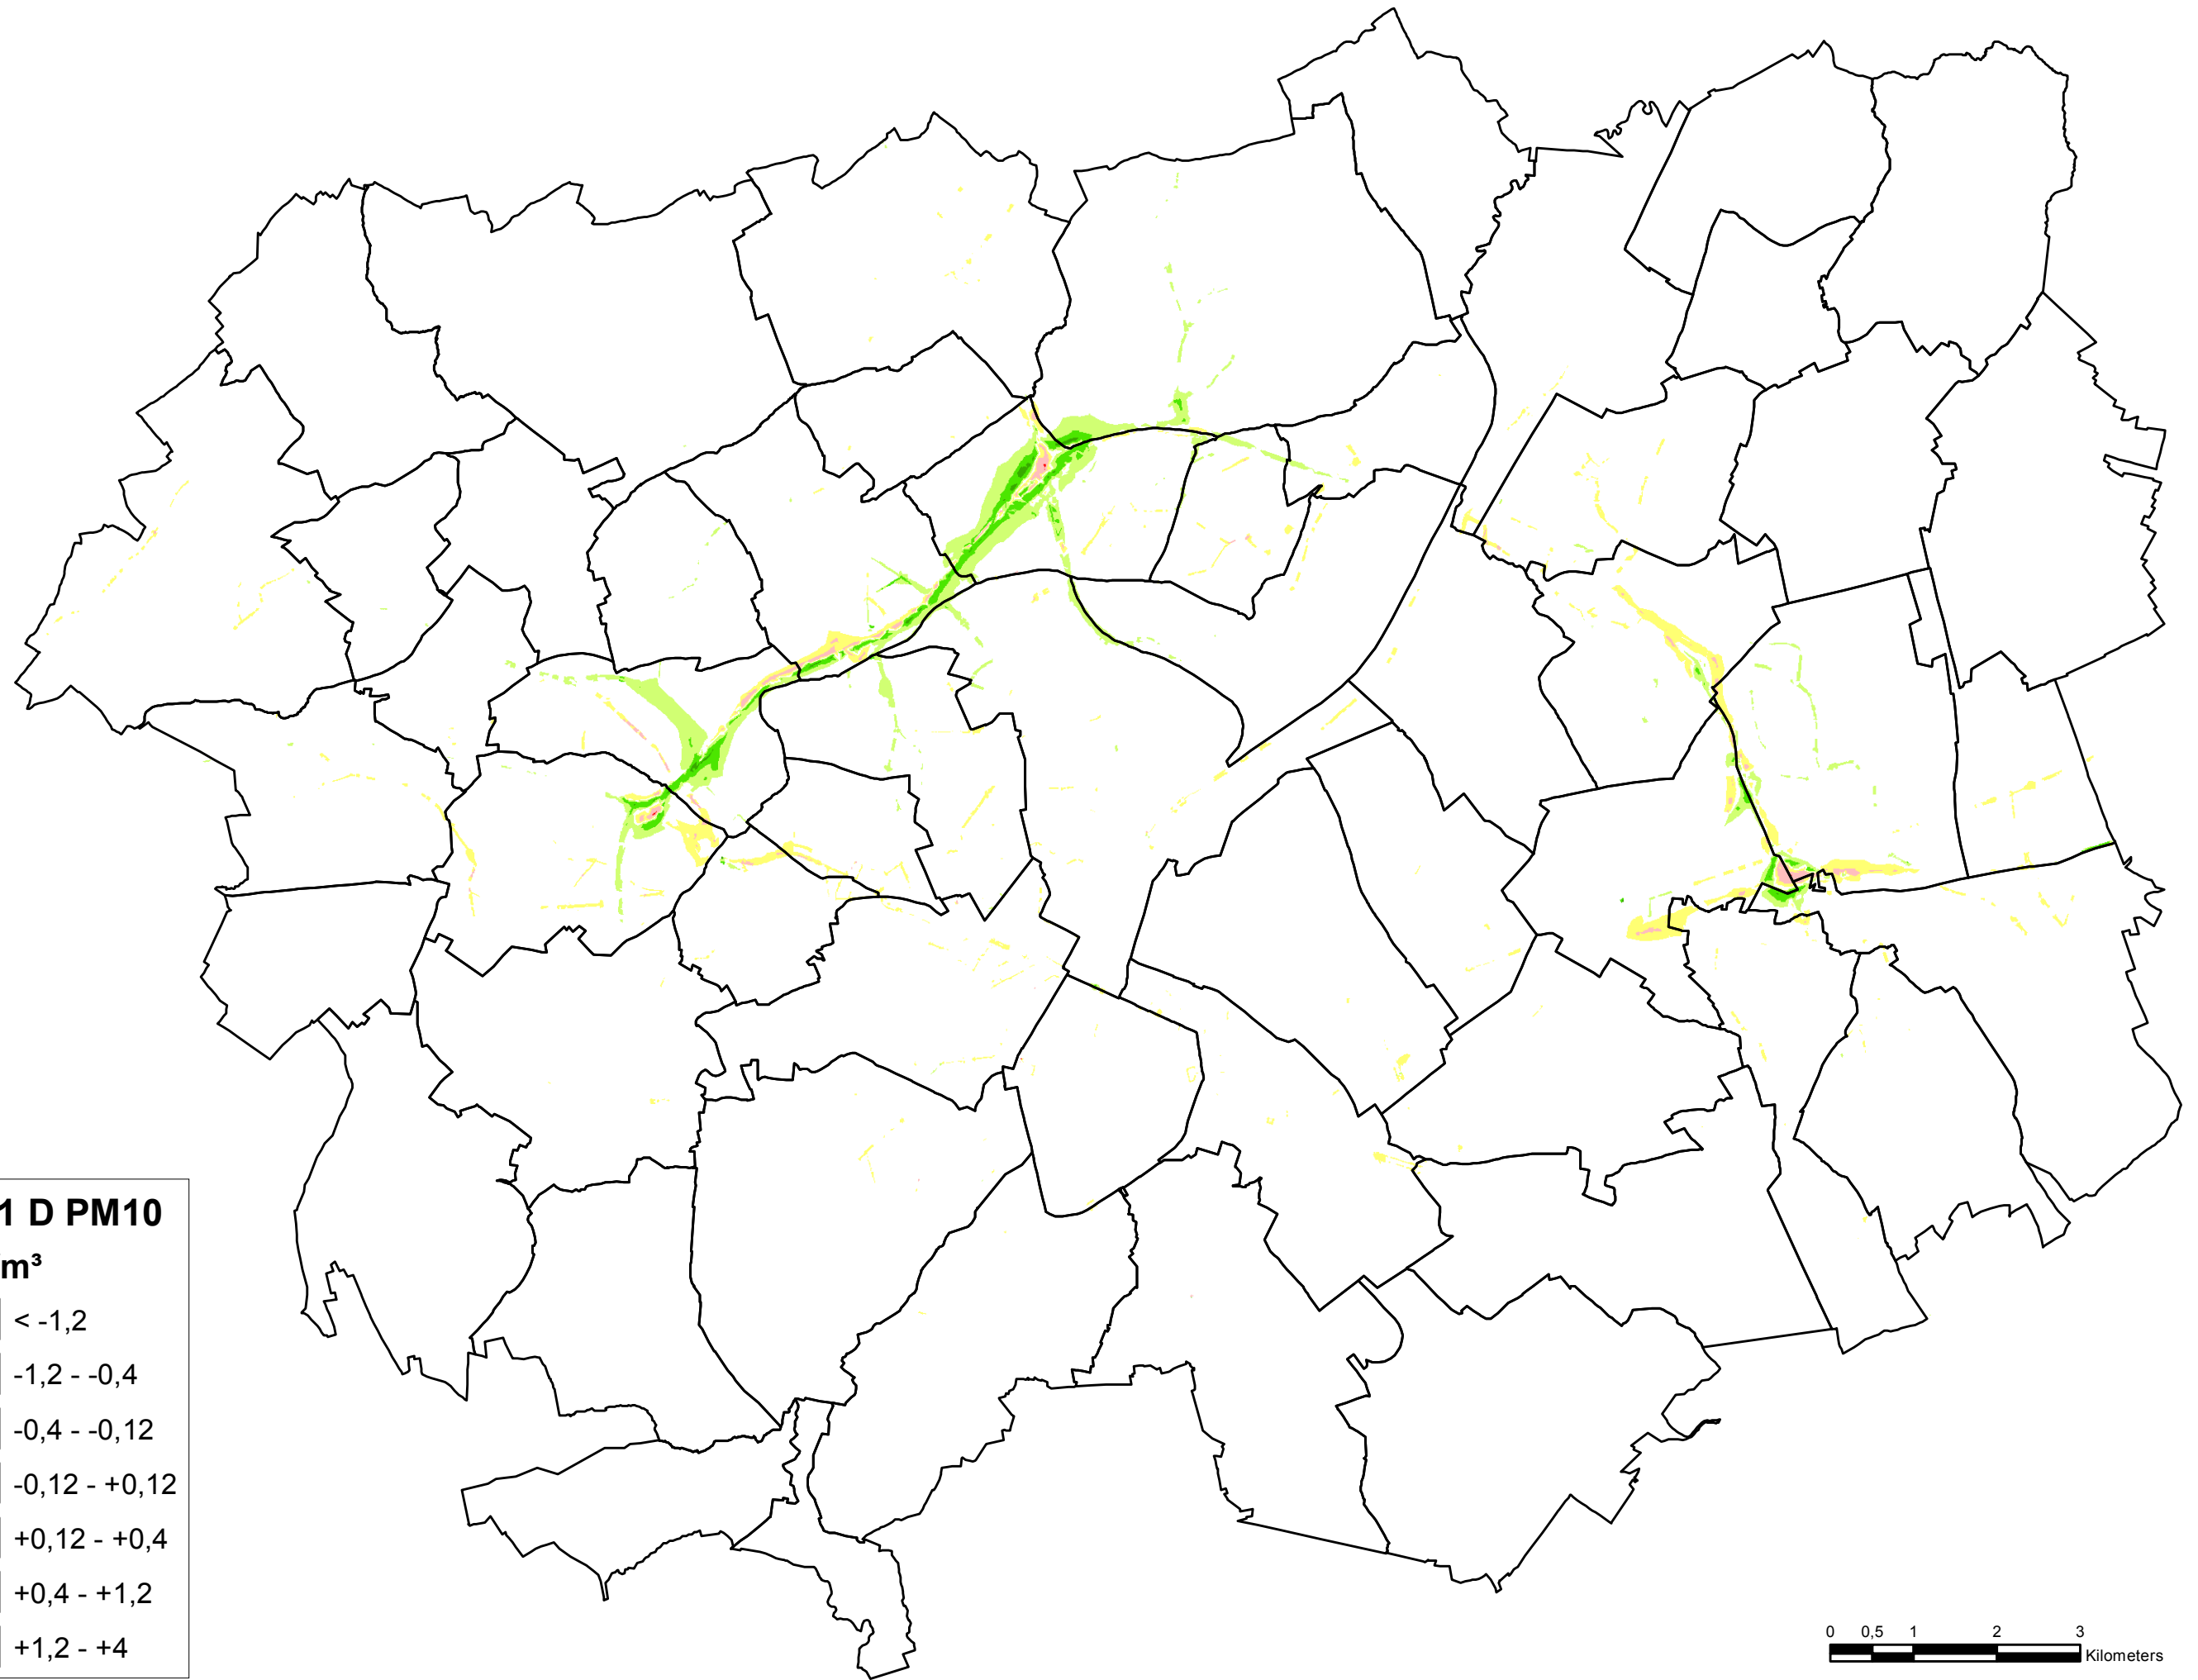 1 D PM10
m³
< -1,2
-1,2 - -0,4
-0,4 - -0,12
-0,12 - +0,12
+0,12 - +0,4
+0,4 - +1,2
+1,2 - +4
0 0,5 1 2 3
Kilometers